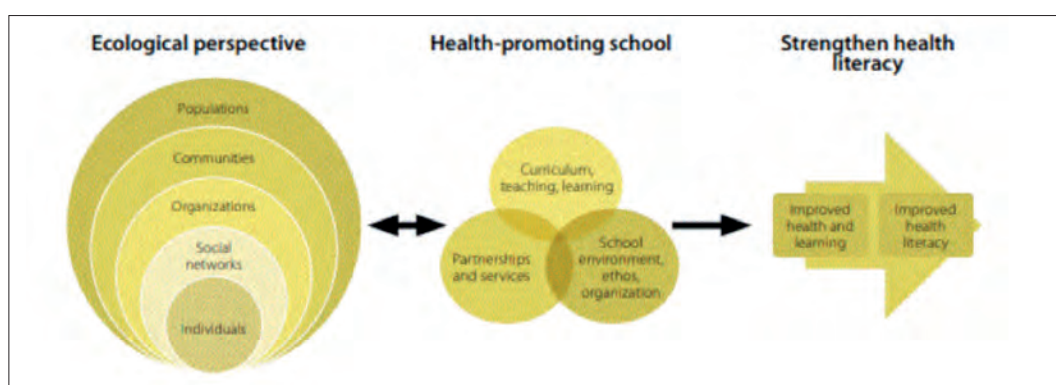 Ecological perspective
Populations
Communities
Organizations
Social
networks
Individuals
Health-promoting school
Curriculum,
teaching, learning
Partnerships
and services
School
environment,
ethos,
organization
Strengthen health
literacy
Improved
health and
learning
Improved
health
literacy